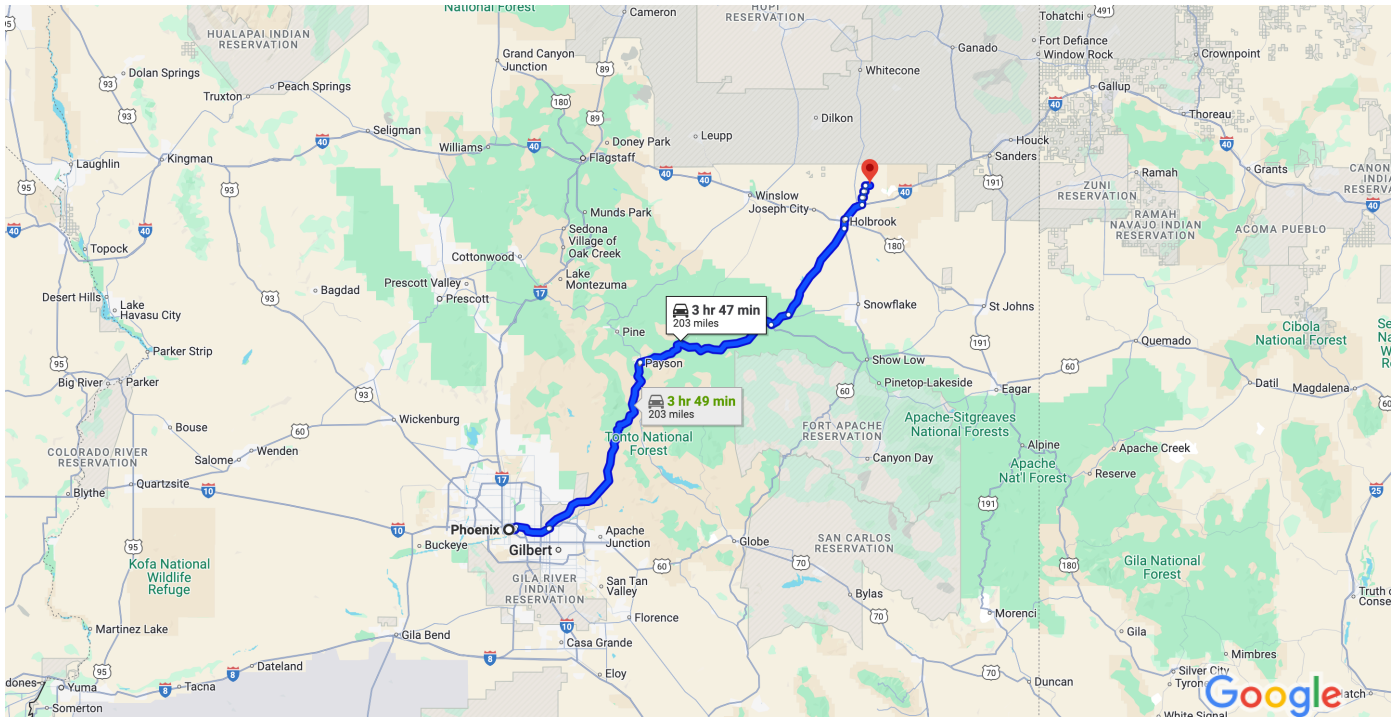 National
Forest
HUALAPAI INDIAN
RESERVATION
95
93
Dolan Springs
Peach Springs
Truxton
93
Laughlin
Kingman
40
Seligman
95
93
40
Topock
Desert Hills
Lake
Havasu City
Parker Strip
95
Big River
Parker
Bouse
60
COLORADO RIVER
RESERVATION
Salome
Wenden
Blythe
Quartzsite
10
95
Kofa National
Wildlife
Refuge
Martinez Lake
95
Yuma
Tacna
8
Dateland
8
Somerton
Cameron
Grand Canyon
Junction
89
180
89
Doney Park
Flagstaff
Williams
40
Leupp
Dilkon
40
40
Munds Park
Sedona
Village of
Oak Creek
Cottonwood
Lake
Montezuma
17
Prescott Valley
Prescott
Bagdad
93
93
Wickenburg
Pine
Payson
3 hr 47 min
203 miles
3 hr 49 min
203 miles
Tonto National
Forest
17
Phoenix
10
Buckeye
Gilbert
Apache
Junction
GILA RIVER
INDIAN
RESERVATION
San Tan
Valley
60
Globe
Florence
10
Casa Grande
Gila Bend
8
Eloy
HOPI
RESERVATION
Whitecone
Ganado
Winslow
Joseph City
Holbrook
40
180
Snowflake
Show Low
Pinetop-Lakeside
60
FORT APACHE
RESERVATION
Canyon Day
SAN CARLOS
RESERVATION
70
Bylas
70
70
Duncan
Tohatchi
491
Fort Defiance
Window Rock
Crownpoint
40
Gallup
Thoreau
Houck
Sanders
191
40
Ramah
Grants
ZUNI
RESERVATION
RAMAH
NAVAJO INDIAN
RESERVATION
ACOMA PUEBLO
40
St Johns
191
Eagar
60
Quemado
Cibola
National Forest
Datil
Magdalena
60
Apache-Sitgreaves
National Forests
Alpine
Apache
Nat'l Forest
Apache Creek
Reserve
191
25
180
Gila National
Forest
Morenci
Gila
Mimbres
Silver City
White Signal
Google